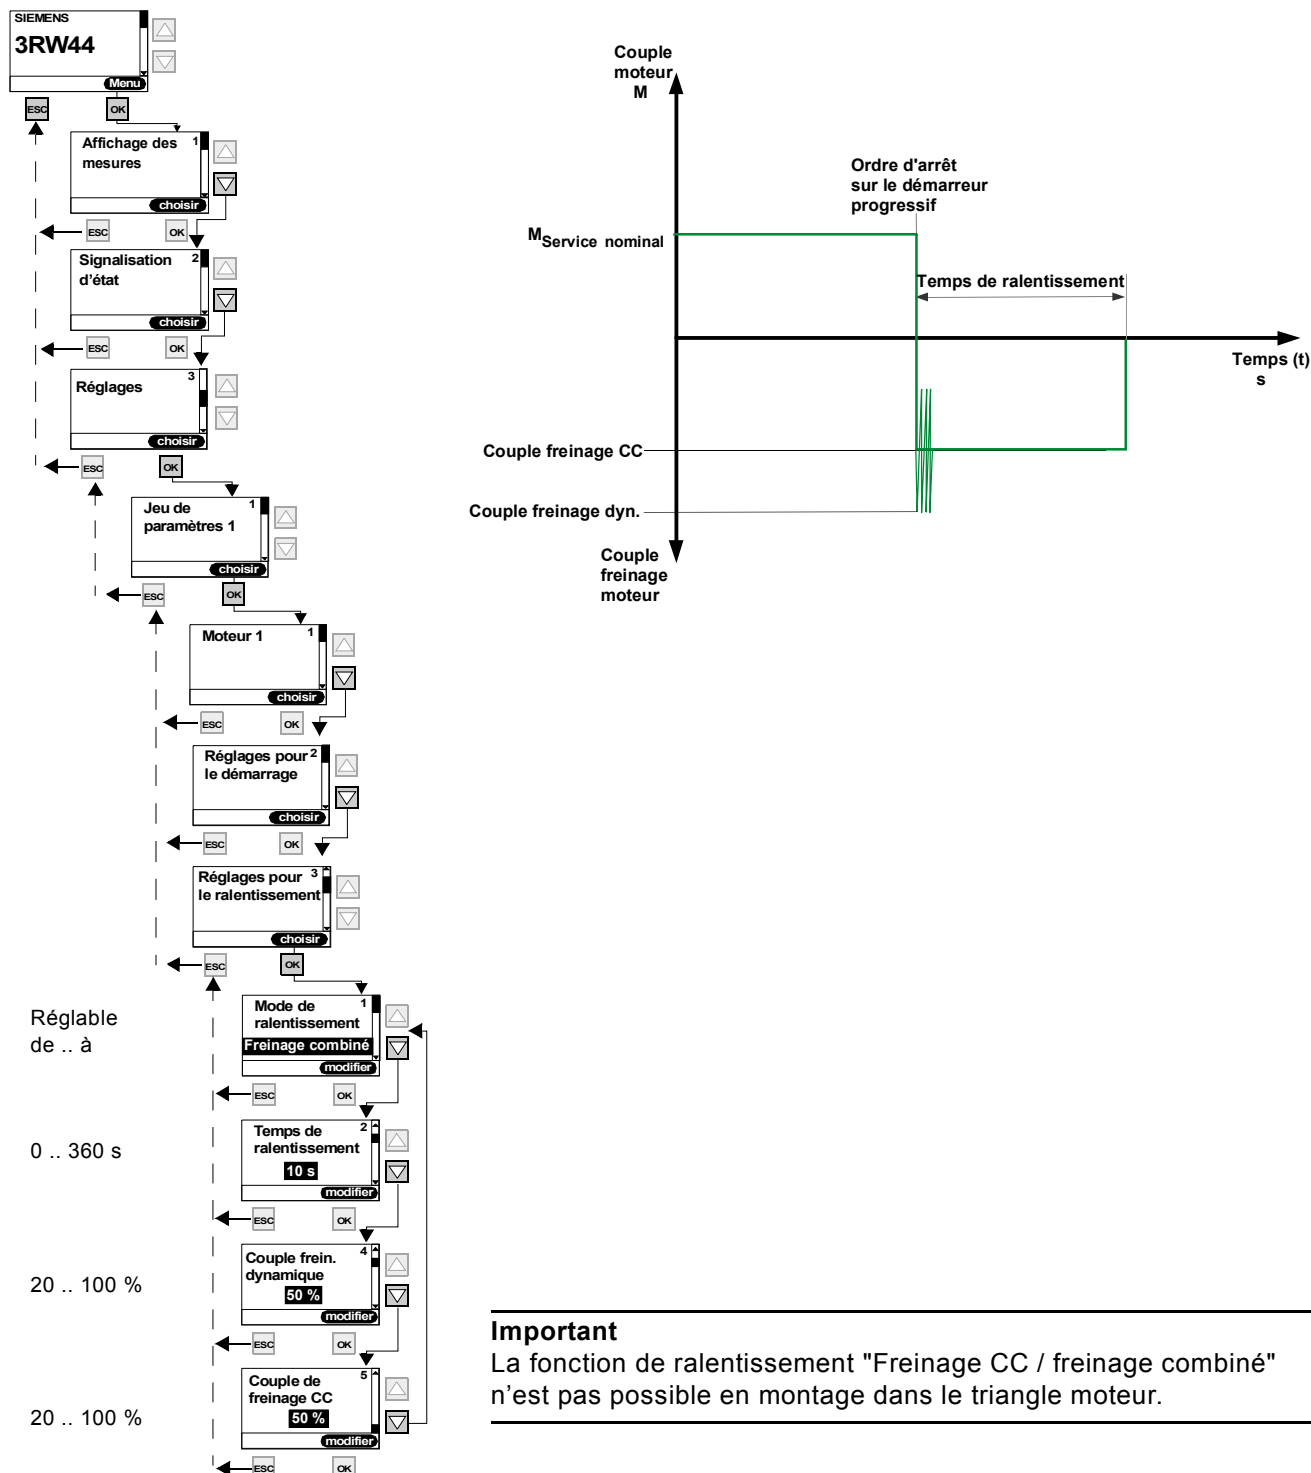 SIEMENS
3RW44
Menu
ESC
OK
Affichage des
mesures
1
choisir
ESC
OK
Signalisation
d'état
2
choisir
ESC
OK
Réglages
3
choisir
ESC
OK
Jeu de
paramètres 1
1
choisir
ESC
OK
Moteur 1
1
choisir
ESC
OK
Réglages pour
le démarrage
2
choisir
ESC
OK
Réglages pour
le ralentissement
3
choisir
ESC
OK
Réglable
de .. à
Mode de
ralentissement
1
Freinage combiné
modifier
ESC
OK
0 .. 360 s
Temps de
ralentissement
2
10 s
modifier
ESC
OK
20 .. 100 %
Couple frein.
dynamique
4
50 %
modifier
ESC
OK
20 .. 100 %
Couple de
freinage CC
5
50 %
modifier
ESC
OK
Couple
moteur
M
Ordre d'arrêt
sur le démarreur
progressif
MService nominal
Temps de ralentissement
Temps (t)
s
Couple freinage CC
Couple freinage dyn.
Couple
freinage
moteur
Important
La fonction de ralentissement "Freinage CC / freinage combiné"
n'est pas possible en montage dans le triangle moteur.